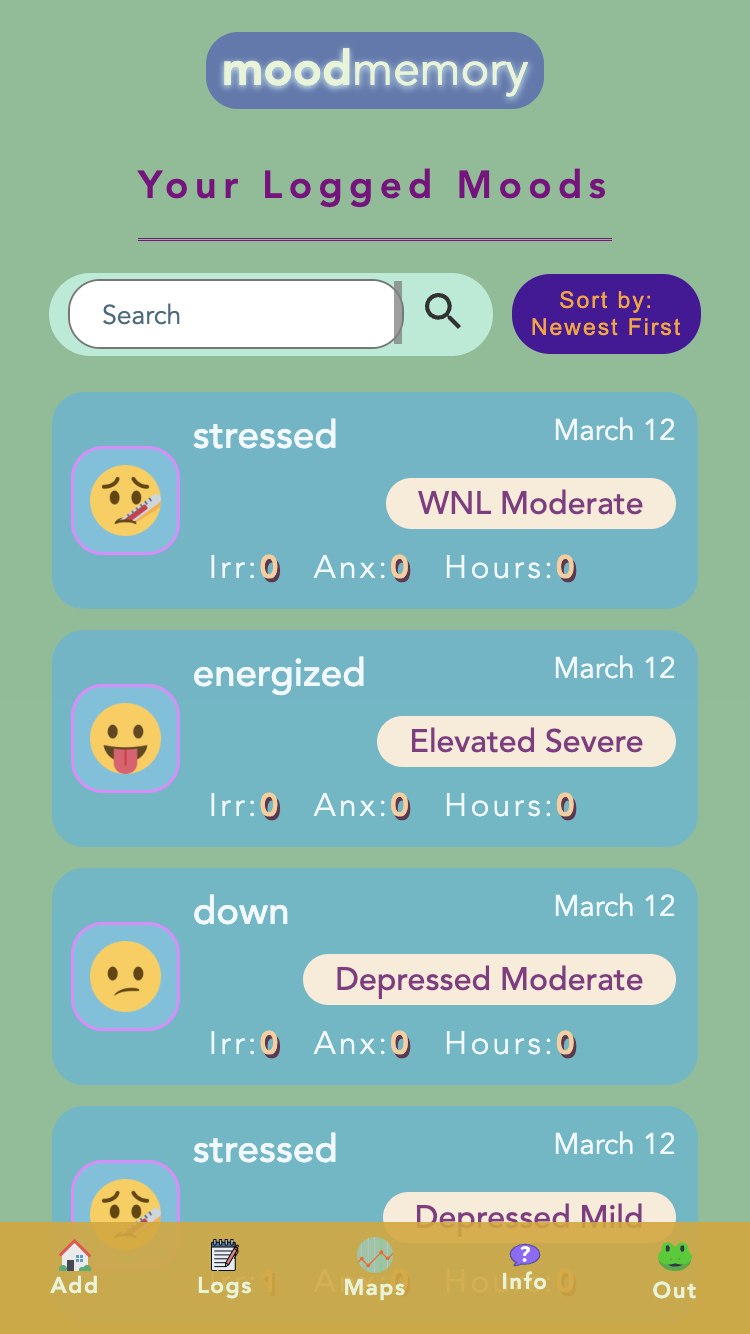 moodmemory
Your Logged Moods
Search
Sort by:
Newest First
stressed
March 12
WNL Moderate
Irr:0 Anx:0 Hours:0
energized
March 12
Elevated Severe
Irr:0 Anx:0 Hours:0
down
March 12
Depressed Moderate
Irr:0 Anx:0 Hours:0
stressed
March 12
Depressed Mild
Irr:1 Anx:0 Hours:0
Add Logs Maps Info Out